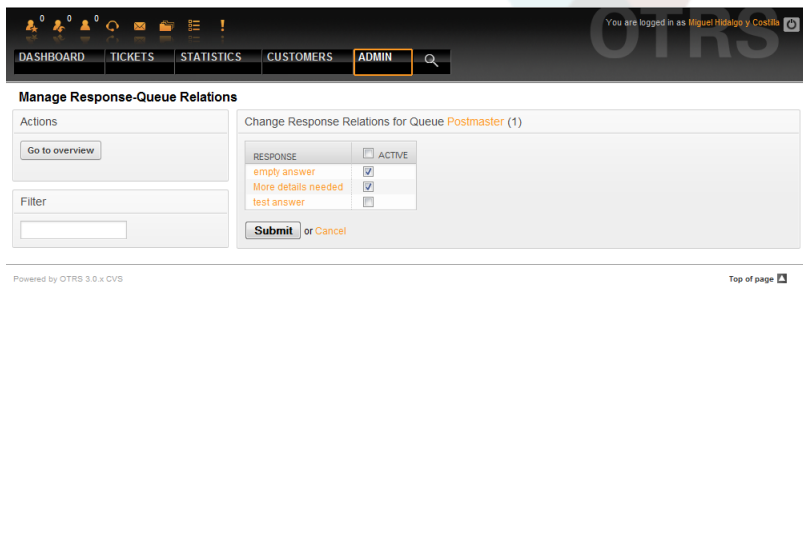 0 0 0
You are logged in as Miguel Hidalgo y Costilla
OTRS
DASHBOARD TICKETS STATISTICS CUSTOMERS ADMIN
Manage Response-Queue Relations
Actions
Go to overview
Filter
Change Response Relations for Queue Postmaster (1)
RESPONSE ACTIVE
empty answer
More details needed
test answer
Submit or Cancel
Powered by OTRS 3.0.x CVS
Top of page